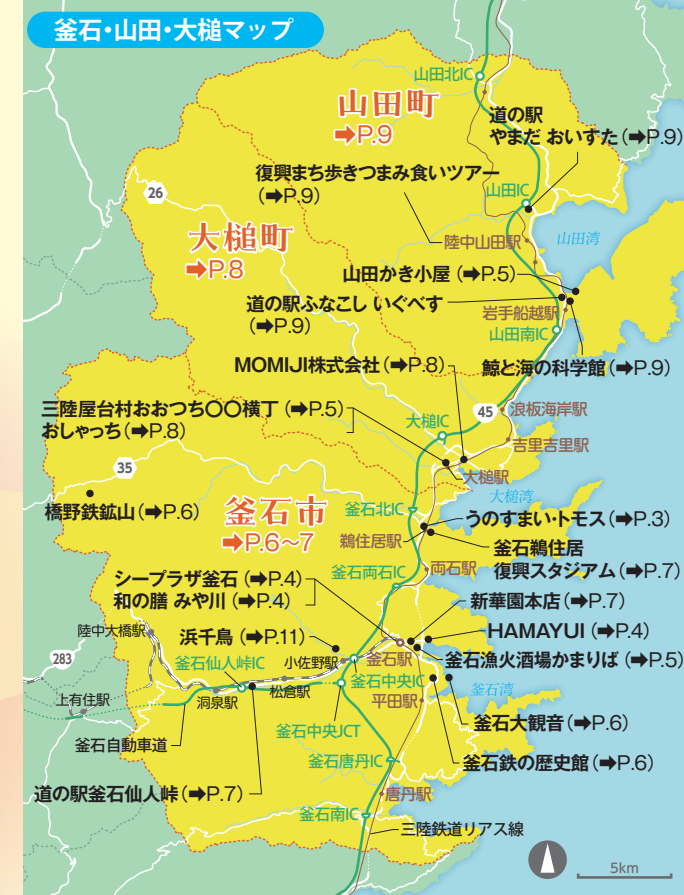 釜石・山田・大槌マップ
山田北IC
山田町
➡P.9
道の駅
やまだ おいすた(➡P.9)
復興まち歩きつまみ食いツアー
(➡P.9)
26
山田IC
大槌町
➡P.8
陸中山田駅
山田湾
山田かき小屋(➡P.5)
道の駅ふなこし いぐべす
(➡P.9)
岩手船越駅
山田南IC
MOMIJI株式会社(➡P.8)
鯨と海の科学館(➡P.9)
三陸屋台村おおつち〇〇横丁(➡P.5)
おしゃっち(➡P.8)
45
浪板海岸駅
大槌IC
吉里吉里駅
35
大槌駅
橋野鉄鉱山(➡P.6)
大槌湾
釜石市
➡P.6〜7
釜石北IC
うのすまい・トモス(➡P.3)
鵜住居駅
釜石鵜住居
復興スタジアム(➡P.7)
釜石両石IC
両石駅
シープラザ釜石(➡P.4)
和の膳 みや川(➡P.4)
新華園本店(➡P.7)
陸中大橋駅
浜千鳥(➡P.11)
HAMAYUI(➡P.4)
283
釜石仙人峠IC
小佐野駅
釜石駅
釜石漁火酒場かまりば(➡P.5)
釜石中央IC
釜石湾
上有住駅
洞泉駅
松倉駅
平田駅
釜石大観音(➡P.6)
釜石自動車道
釜石中央JCT
釜石唐丹IC
釜石鉄の歴史館(➡P.6)
道の駅釜石仙人峠(➡P.7)
唐丹駅
釜石南IC
三陸鉄道リアス線
5km